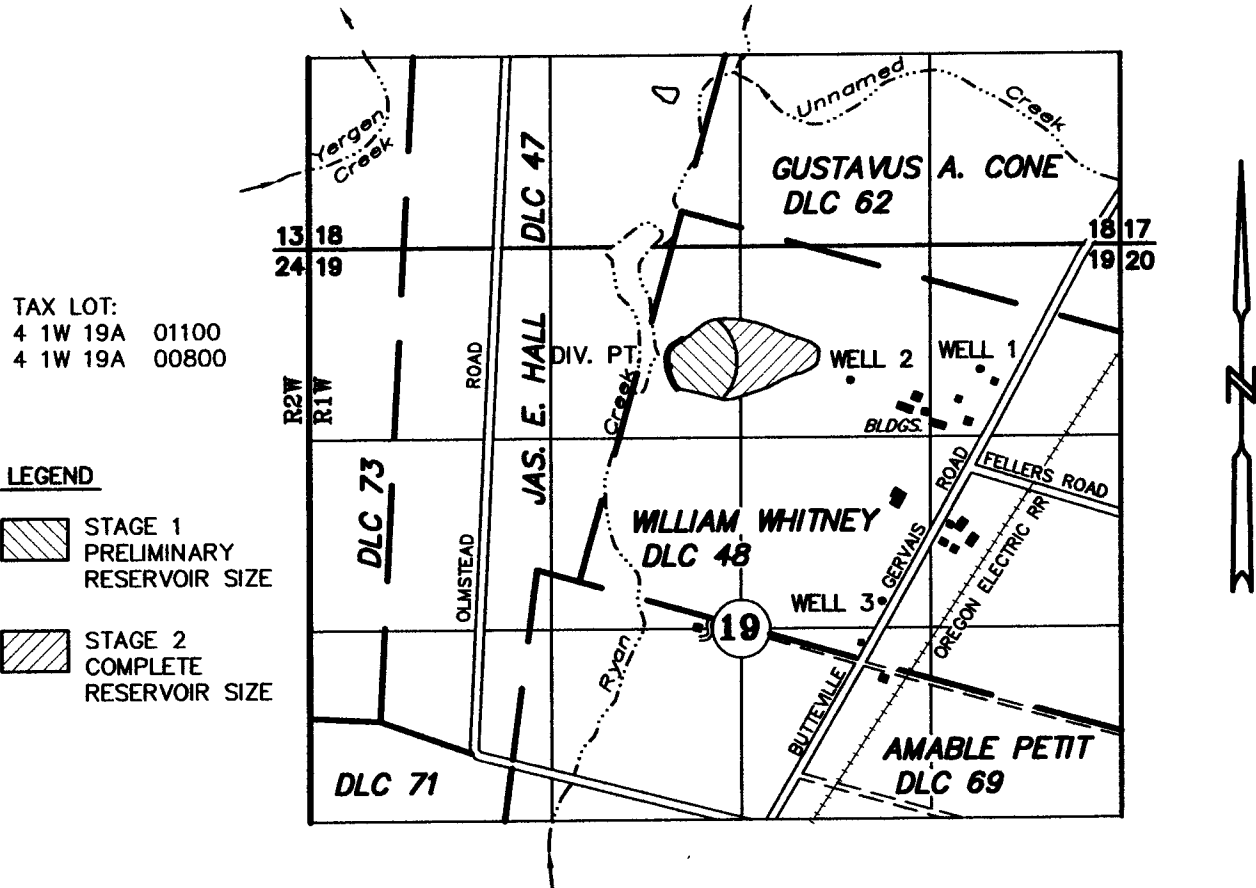 Yergen
Creek
Unnamed
Creek
GUSTAVUS A. CONE
DLC 62
JAS. E. HALL DLC 47
13 18
24 19
18 17
19 20
TAX LOT:
4 1W 19A 01100
4 1W 19A 00800
R2W
R1W
ROAD
DIV. PT.
WELL 2
WELL 1
Creek
BLDGS.
N
LEGEND
STAGE 1
PRELIMINARY
RESERVOIR SIZE
STAGE 2
COMPLETE
RESERVOIR SIZE
DLC 73
OLMSTEAD
WILLIAM WHITNEY
DLC 48
ROAD
FELLERS ROAD
GERVAIS
OREGON ELECTRIC RR
WELL 3
19
Ryan
BUTTEVILLE
AMABLE PETIT
DLC 69
DLC 71